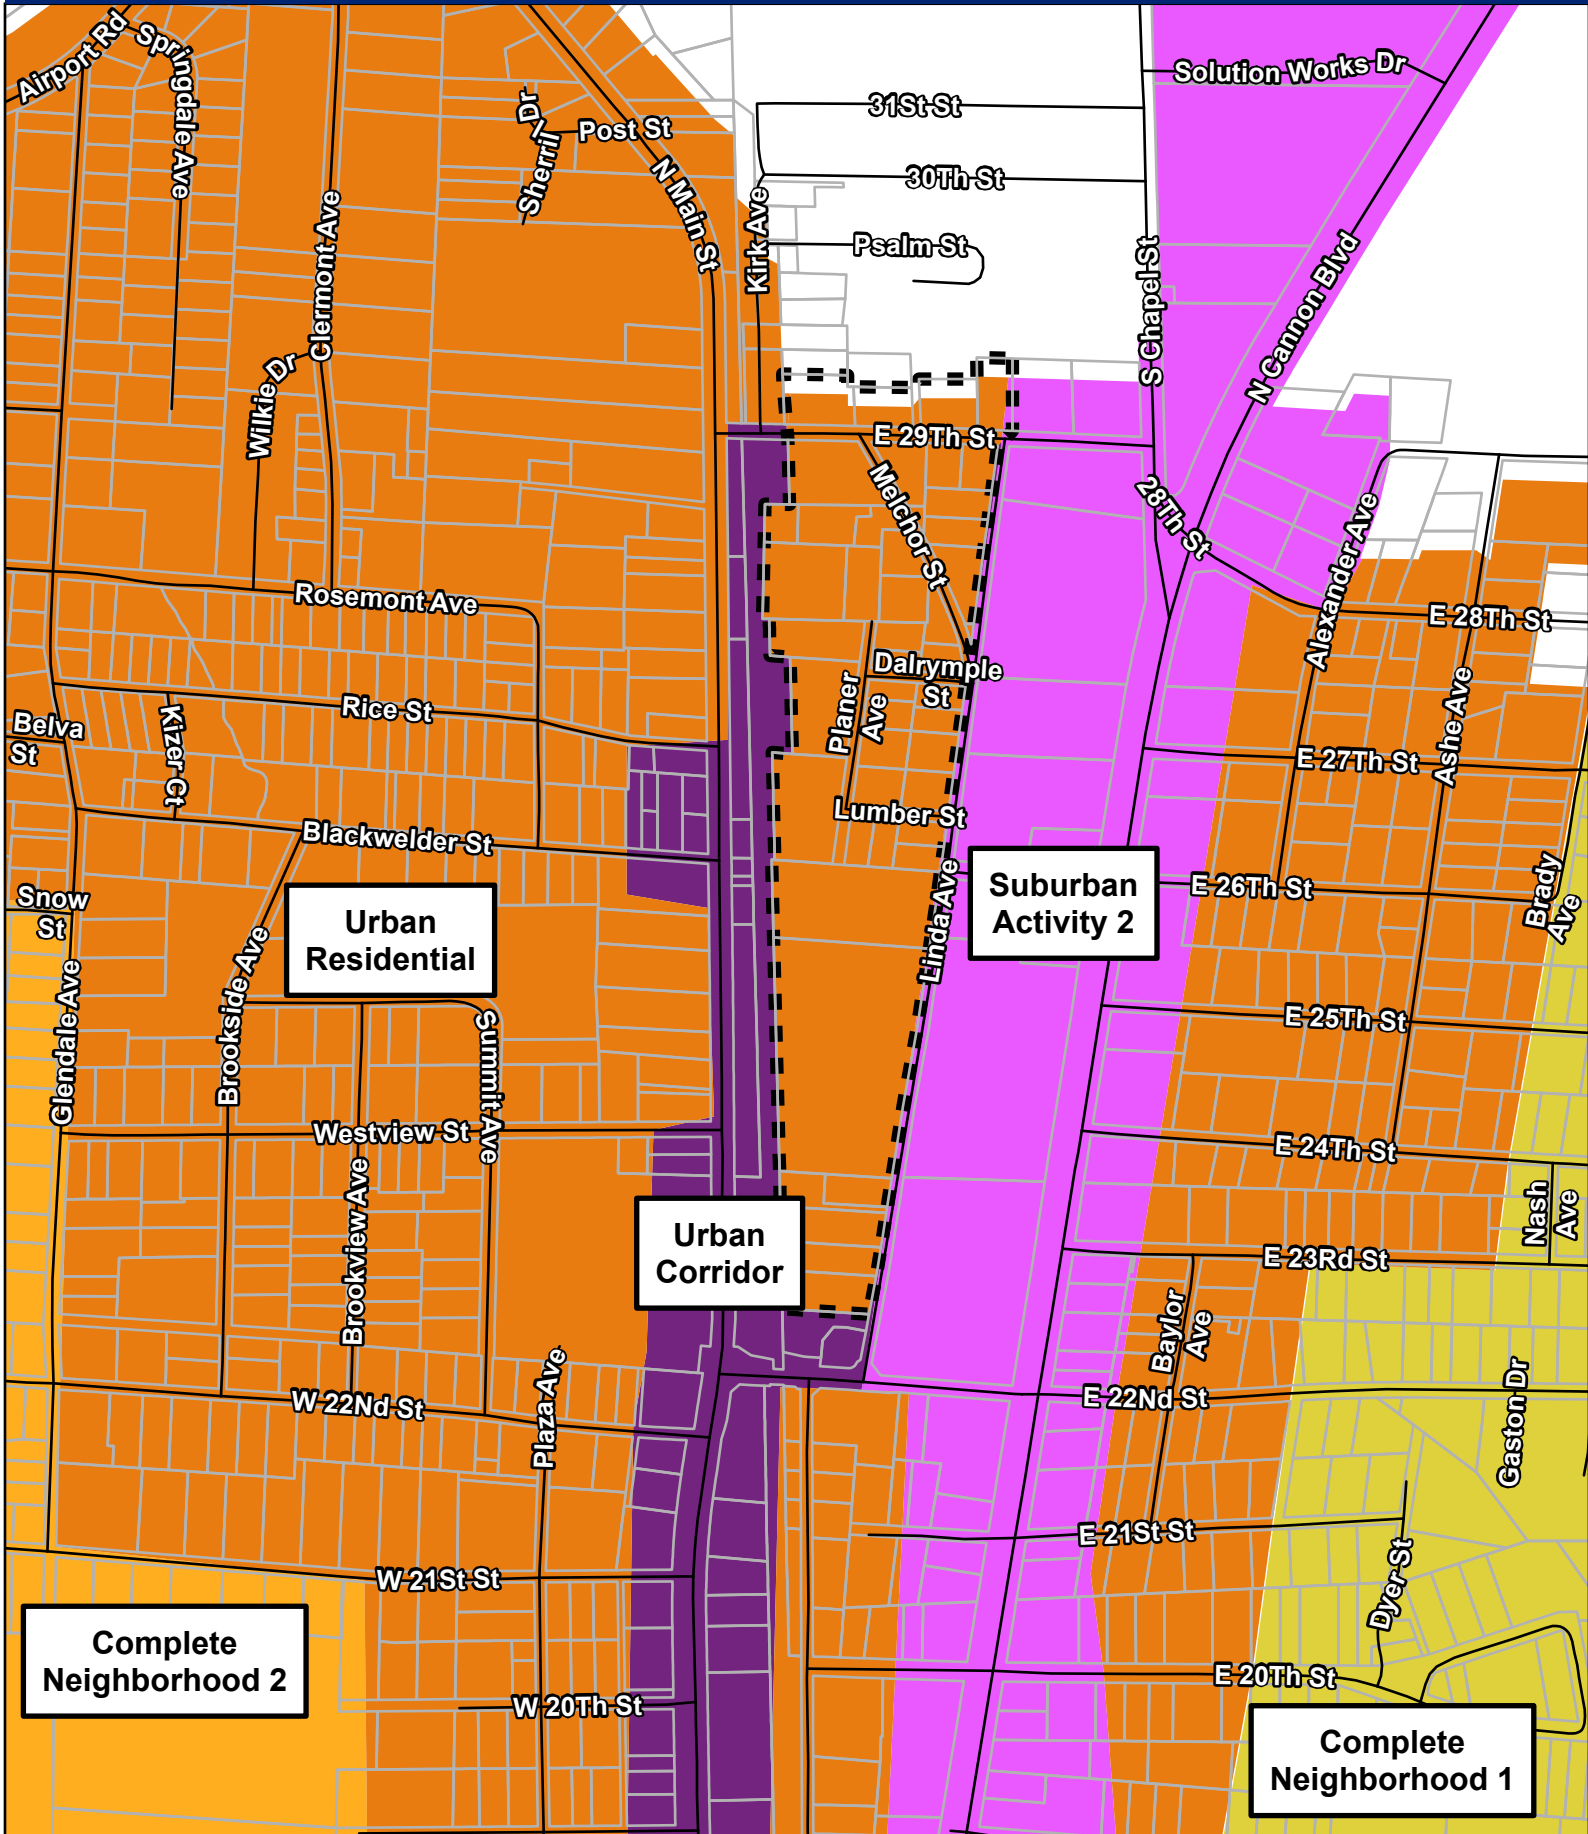 Airport Rd
Springdale Ave
Clermont Ave
Dr
Sherril
Post St
N Main St
Kirk Ave
31St St
30Th St
Psalm St
Solution Works Dr
S Chapel St
N Cannon Blvd
Wilkie Dr
E 29Th St
Melchor St
28Th St
Alexander Ave
Rosemont Ave
E 28Th St
Dalrymple
St
Planer
Ave
Rice St
Belva
St
Kizer Ct
Ashe Ave
E 27Th St
Lumber St
Blackwelder St
Linda Ave
Suburban
Activity 2
E 26Th St
Brady
Ave
Snow
St
Urban
Residential
Glendale Ave
Brookside Ave
Summit Ave
E 25Th St
Westview St
E 24Th St
Brookview Ave
Nash
Ave
Urban
Corridor
E 23Rd St
Baylor
Ave
Plaza Ave
W 22Nd St
E 22Nd St
Gaston Dr
E 21St St
W 21St St
Dyer St
Complete
Neighborhood 2
E 20Th St
W 20Th St
Complete
Neighborhood 1